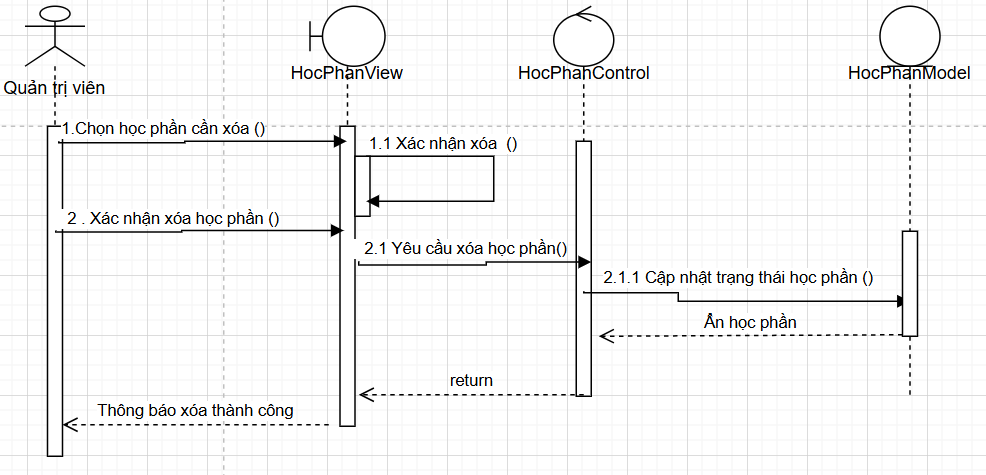 Quản trị viên
HocPhanView
HocPhanControl
HocPhanModel
1.Chọn học phần cần xóa ()
1.1 Xác nhận xóa ()
2 . Xác nhận xóa học phần ()
2.1 Yêu cầu xóa học phần()
2.1.1 Cập nhật trạng thái học phần ()
Ẩn học phần
return
Thông báo xóa thành công